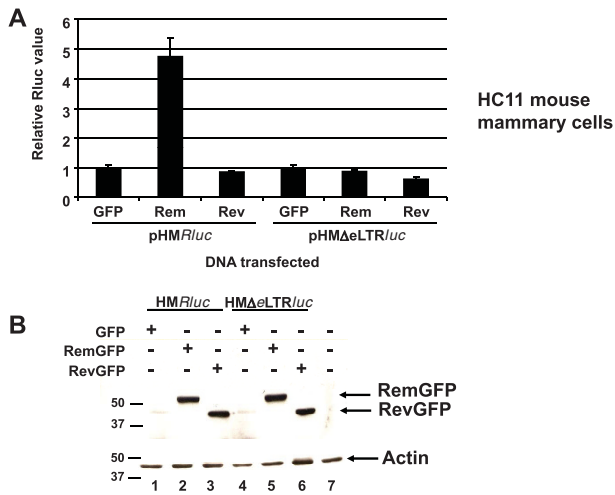 A
Relative Rluc value
6
5
4
3
2
1
0
GFP Rem Rev GFP Rem Rev
pHMRluc pHMΔeLTRluc
DNA transfected
HC11 mouse
mammary cells
B
HMRluc HMΔeLTRluc
GFP + - - + - - -
RemGFP - + - - + - -
RevGFP - - + - - + -
50
37
RemGFP
RevGFP
50
37
Actin
1 2 3 4 5 6 7